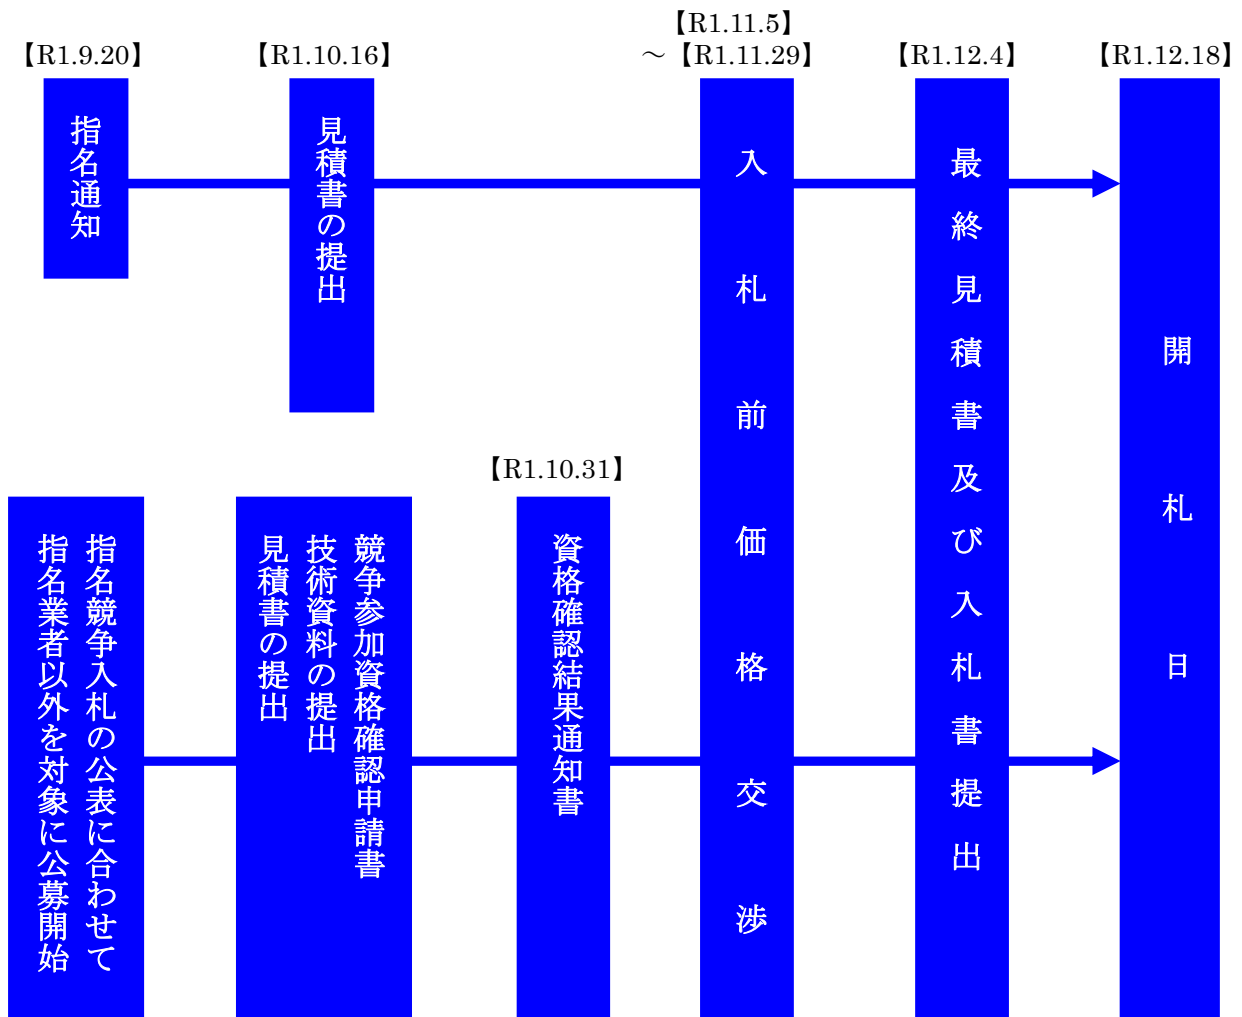 【R1.9.20】
指名通知
【R1.10.16】
見積書の提出
【R1.11.5】
～【R1.11.29】
入札前価格交渉
【R1.12.4】
最終見積書及び入札書提出
【R1.12.18】
開札日
指名競争入札の公表に合わせて
指名業者以外を対象に公募開始
競争参加資格確認申請書
技術資料の提出
見積書の提出
【R1.10.31】
資格確認結果通知書